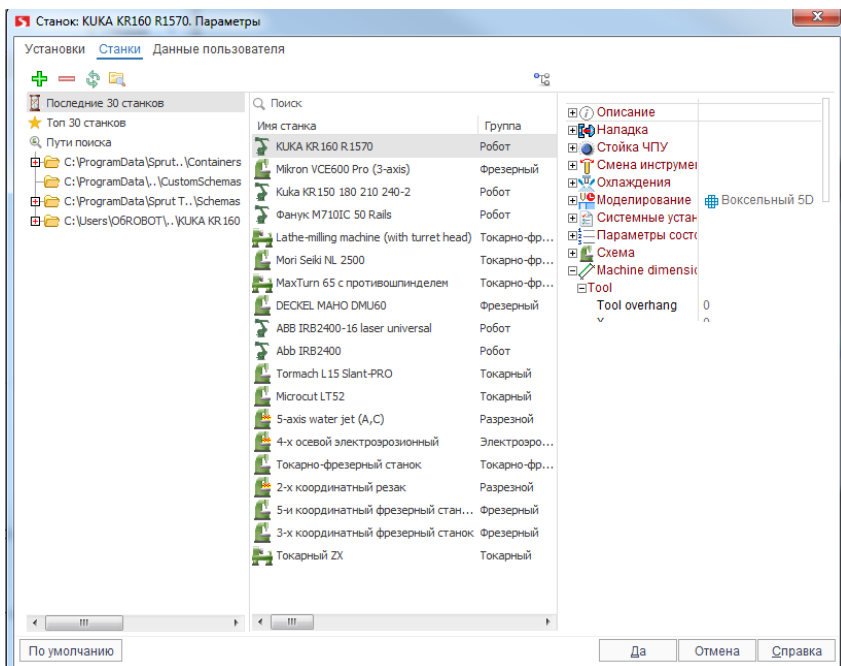 Станок: KUKA KR160 R1570. Параметры
Установки Станки Данные пользователя
Последние 30 станков
Топ 30 станков
Пути поиска
C:\ProgramData\Sprut..\Containers
C:\ProgramData\..\CustomSchemas
C:\ProgramData\Sprut T..\Schemas
C:\Users\ОбROBOT\..\KUKA KR160
Поиск
Имя станка Группа
KUKA KR160 R1570 Робот
Mikron VCE600 Pro (3-axis) Фрезерный
Kuka KR150 180 210 240-2 Робот
Фанук M710IC 50 Rails Робот
Lathe-milling machine (with turret head) Токарно-фр...
Mori Seiki NL 2500 Токарно-фр...
MaxTurn 65 с противошпинделем Токарно-фр...
DECKEL MAHO DMU60 Фрезерный
ABB IRB2400-16 laser universal Робот
Abb IRB2400 Робот
Tormach L15 Slant-PRO Токарный
Microcut LT52 Токарный
5-axis water jet (A,C) Разрезной
4-х осевой электроэрозионный Электроэро...
Токарно-фрезерный станок Токарно-фр...
2-х координатный резак Разрезной
5-и координатный фрезерный стан... Фрезерный
3-х координатный фрезерный станок Фрезерный
Токарный ZX Токарный
Описание
Наладка
Стойка ЧПУ
Смена инструмен
Охлаждения
Моделирование Воксельный 5D
Системные устан
Параметры состо
Схема
Machine dimensio
Tool
Tool overhang 0
По умолчанию Да Отмена Справка